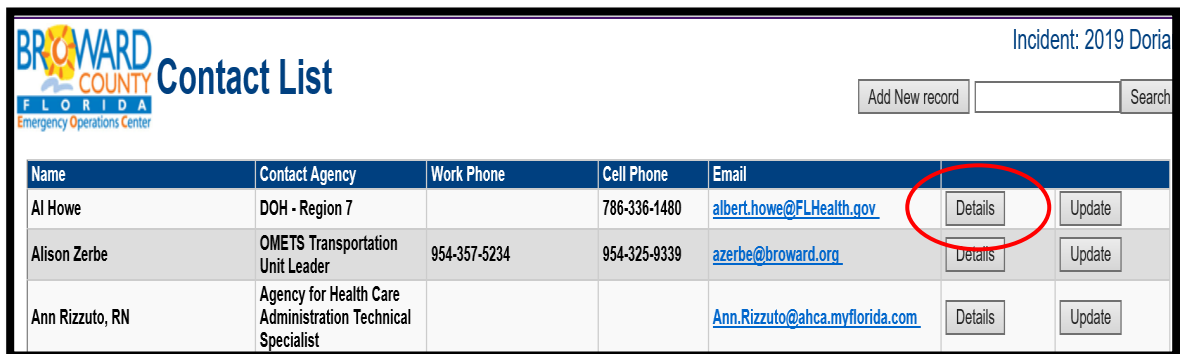 BROWARD
COUNTY
FLORIDA
Emergency Operations Center
Contact List
Incident: 2019 Doria
Add New record
Search
Name Contact Agency Work Phone Cell Phone Email
Al Howe DOH - Region 7 786-336-1480 albert.howe@FLHealth.gov Details Update
Alison Zerbe OMETS Transportation
Unit Leader 954-357-5234 954-325-9339 azerbe@broward.org Details Update
Ann Rizzuto, RN Agency for Health Care
Administration Technical
Specialist Ann.Rizzuto@ahca.myflorida.com Details Update